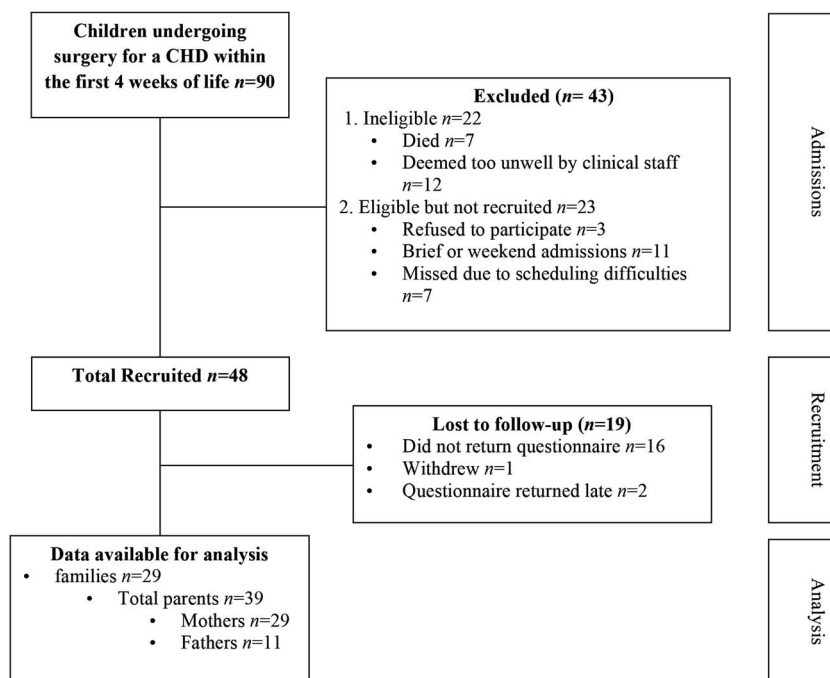 Children undergoing
surgery for a CHD within
the first 4 weeks of life n=90
Excluded (n= 43)
1. Ineligible n=22
• Died n=7
• Deemed too unwell by clinical staff
n=12
2. Eligible but not recruited n=23
• Refused to participate n=3
• Brief or weekend admissions n=11
• Missed due to scheduling difficulties
n=7
Admissions
Total Recruited n=48
Lost to follow-up (n=19)
• Did not return questionnaire n=16
• Withdrew n=1
• Questionnaire returned late n=2
Recruitment
Data available for analysis
• families n=29
• Total parents n=39
• Mothers n=29
• Fathers n=11
Analysis